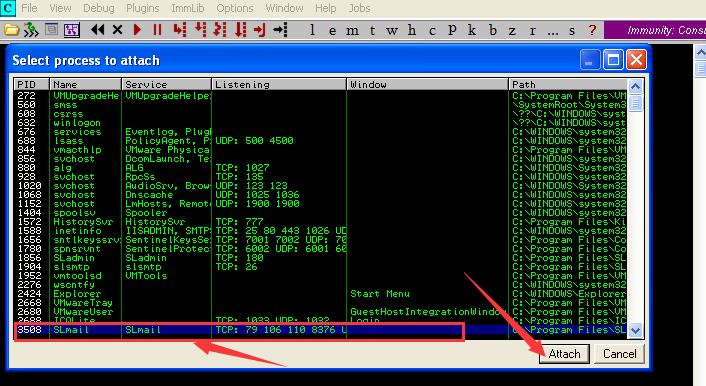 C File View Debug Plugins ImmLib Options Window Help Jobs
l e m t w h c p k b z r ... s ? Immunity: Consu
Select process to attach
PID Name Service Listening Window Path
272 VMUpgradeHe VMUpgradeHelpe C:\Program Files\VM
560 smss \SystemRoot\System3
608 csrss \??\C:\WINDOWS\syst
632 winlogon \??\C:\WINDOWS\syst
676 services Eventlog, Plug C:\WINDOWS\system32
688 lsass PolicyAgent, P UDP: 500 4500 C:\WINDOWS\system32
844 vmacthlp VMware Physica C:\Program Files\VM
856 svchost DcomLaunch, Te C:\WINDOWS\system32
880 alg ALG TCP: 1027 C:\WINDOWS\system32
928 svchost RpcSs TCP: 135 C:\WINDOWS\system32
1020 svchost AudioSrv, Brow UDP: 123 123 C:\WINDOWS\system32
1068 svchost Dnscache UDP: 1025 1036 C:\WINDOWS\system32
1152 svchost LmHosts, Remot UDP: 1900 1900 C:\WINDOWS\system32
1404 spoolsv Spooler C:\WINDOWS\system32
1572 HistorySvr HistorySvr TCP: 777 C:\Program Files\Ki
1588 inetinfo IISADMIN, SMTP TCP: 25 80 443 1026 UD C:\WINDOWS\system32
1656 sntlkeyssrv SentinelKeysSe TCP: 7001 7002 UDP: 70 C:\Program Files\Co
1780 spnsrvnt SentinelProtec TCP: 6002 UDP: 6001 60 C:\Program Files\Co
1856 SLadmin SLadmin TCP: 180 C:\Program Files\SL
1904 slsmtp slsmtp TCP: 26 C:\Program Files\SL
1952 vmtoolsd VMTools C:\Program Files\VM
2276 wscntfy C:\WINDOWS\system32
2424 Explorer Start Menu C:\WINDOWS\Explorer
2668 VMwareTray C:\Program Files\VM
2680 VMwareUser GuestHostIntegrationWindow C:\Program Files\VM
2688 ICQLite TCP: 1033 UDP: 1032 Login C:\Program Files\IC
3508 SLmail SLmail TCP: 79 106 110 8376 U C:\Program Files\SL
Attach Cancel